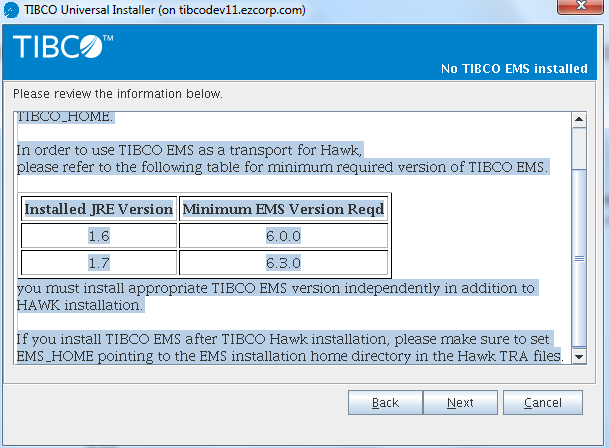 TIBCO Universal Installer (on tibcodev11.ezcorp.com)
TIBCO™
No TIBCO EMS installed
Please review the information below.
TIBCO_HOME.
In order to use TIBCO EMS as a transport for Hawk,
please refer to the following table for minimum required version of TIBCO EMS.
Installed JRE Version Minimum EMS Version Reqd
1.6 6.0.0
1.7 6.3.0
you must install appropriate TIBCO EMS version independently in addition to
HAWK installation.
If you install TIBCO EMS after TIBCO Hawk installation, please make sure to set
EMS_HOME pointing to the EMS installation home directory in the Hawk TRA files.
Back Next Cancel